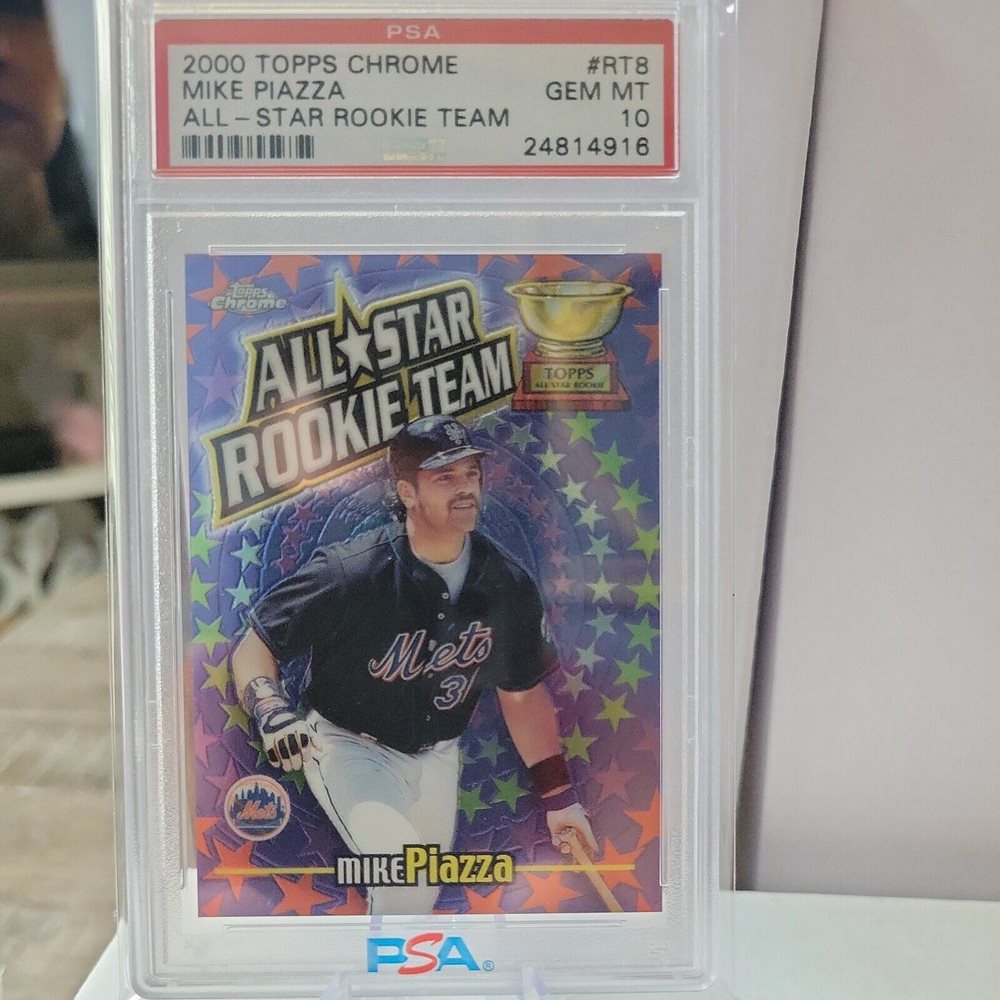 PSA
2000 TOPPS CHROME #RT8
MIKE PIAZZA GEM MT
ALL-STAR ROOKIE TEAM 10
24814916
Topps
Chrome
ALL★STAR
ROOKIE TEAM
TOPPS
ALL STAR ROOKIE
Mets
31
Mets
MIKE Piazza
PSA®